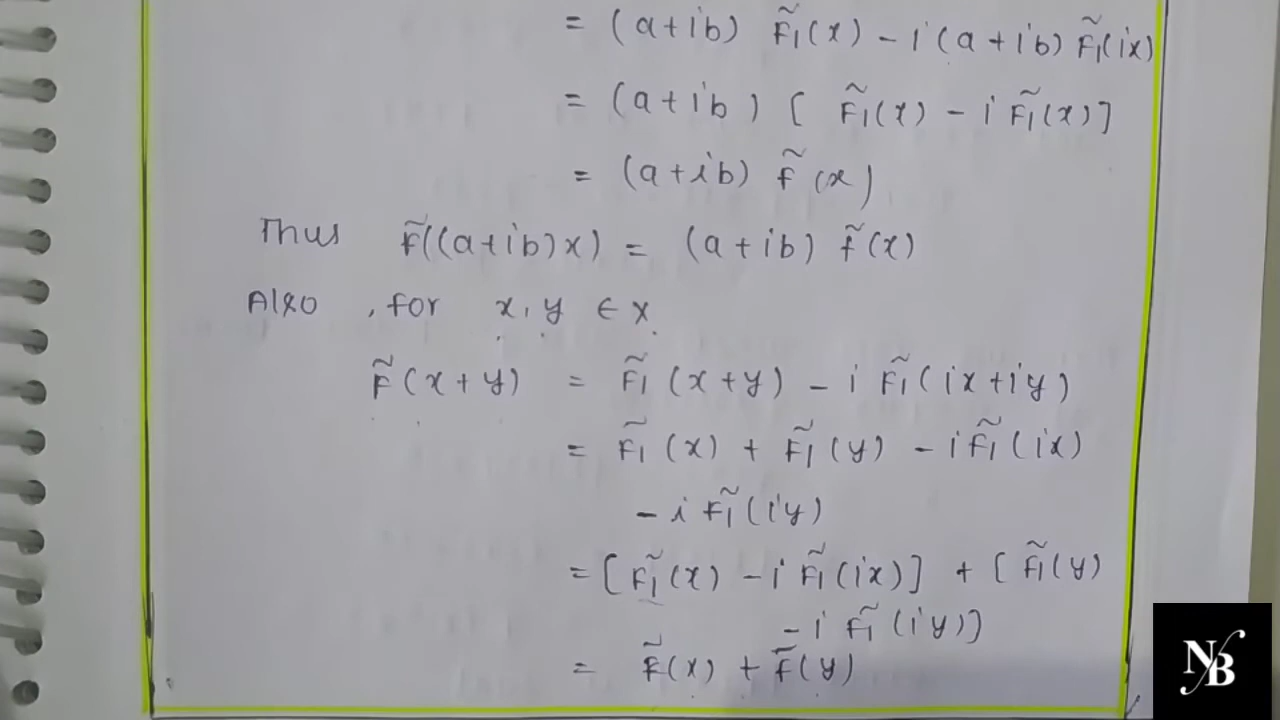 = (a+ib) F̃₁(x) - i(a+ib) F̃₁(ix)
= (a+ib) [ F̃₁(x) - i F̃₁(x)]
= (a+ib) f̃(x)
Thus F̃((a+ib)x) = (a+ib) f̃(x)
Also , for x, y ∈ X.
F̃(x+y) = F̃₁(x+y) - i F̃₁(ix+iy)
= F̃₁(x) + F̃₁(y) - iF̃₁(ix)
- i F̃₁(iy)
= [F̃₁(x) - i F̃₁(ix)] + [F̃₁(y)
- i F̃₁(iy)]
= F̃(x) + F̃(y)
NB